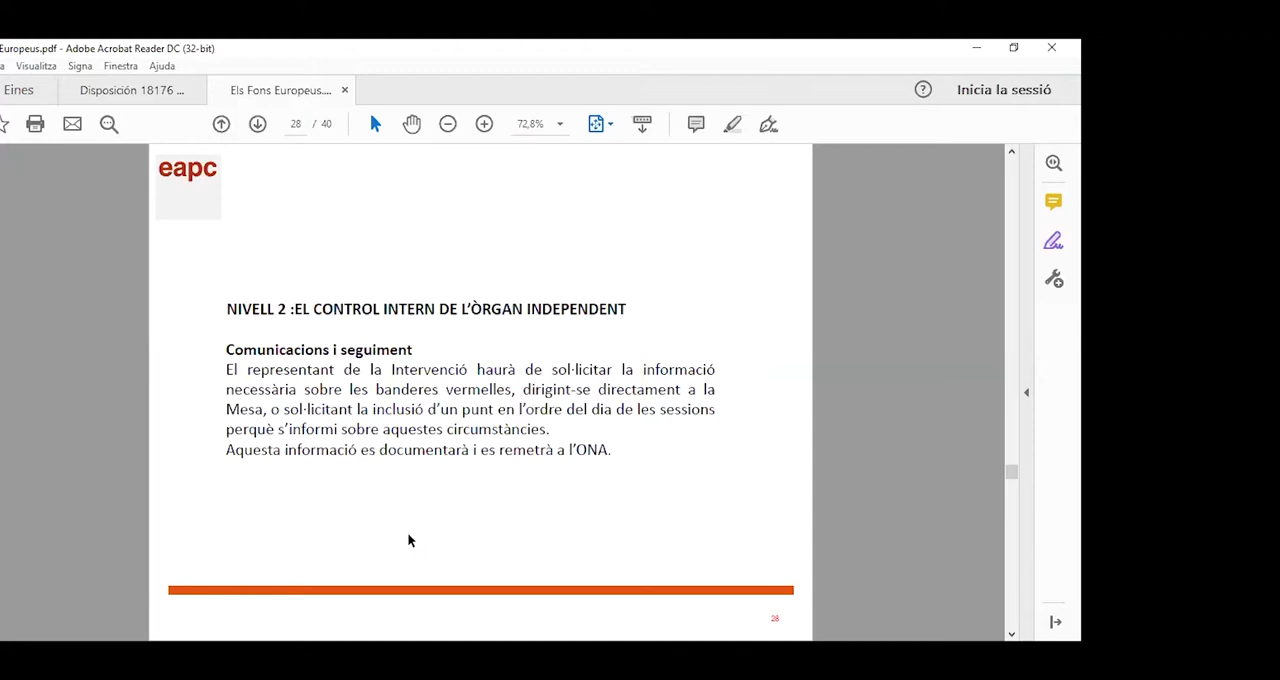 Europeus.pdf - Adobe Acrobat Reader DC (32-bit)
a Visualitza Signa Finestra Ajuda
Eines Disposición 18176 ... Els Fons Europeus.... × Inicia la sessió
28 / 40 72,8%
eapc
NIVELL 2 :EL CONTROL INTERN DE L'ÒRGAN INDEPENDENT
Comunicacions i seguiment
El representant de la Intervenció haurà de sol·licitar la informació
necessària sobre les banderes vermelles, dirigint-se directament a la
Mesa, o sol·licitant la inclusió d'un punt en l'ordre del dia de les sessions
perquè s'informi sobre aquestes circumstàncies.
Aquesta informació es documentarà i es remetrà a l'ONA.
28